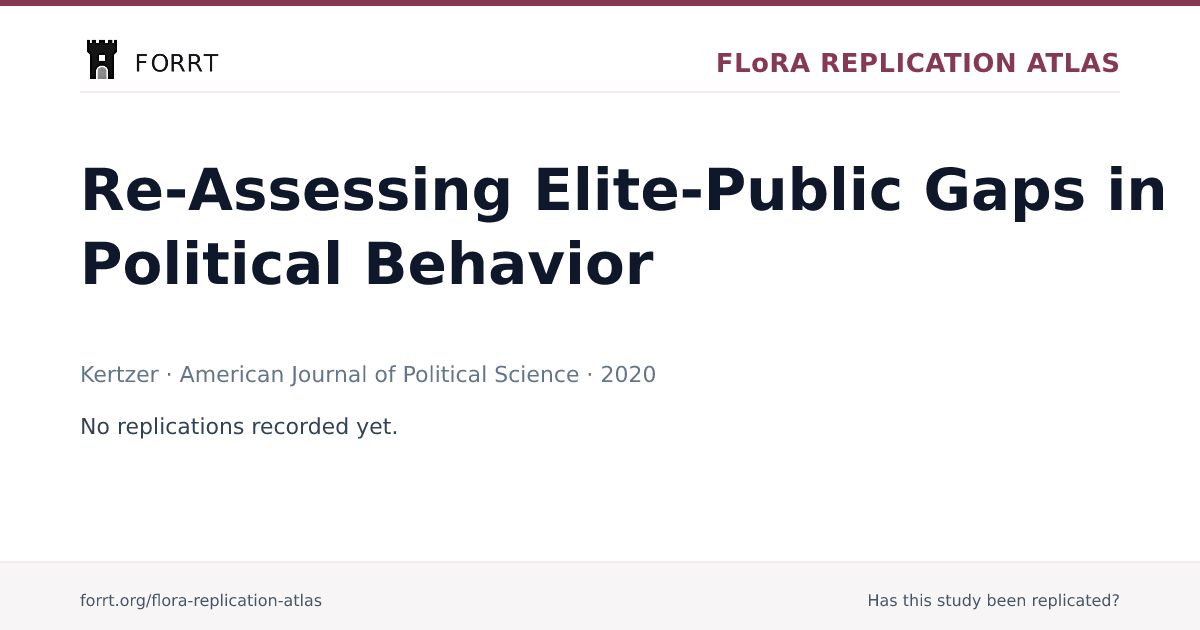 FORRT
FLoRA REPLICATION ATLAS
Re-Assessing Elite-Public Gaps in
Political Behavior
Kertzer · American Journal of Political Science · 2020
No replications recorded yet.
forrt.org/flora-replication-atlas
Has this study been replicated?